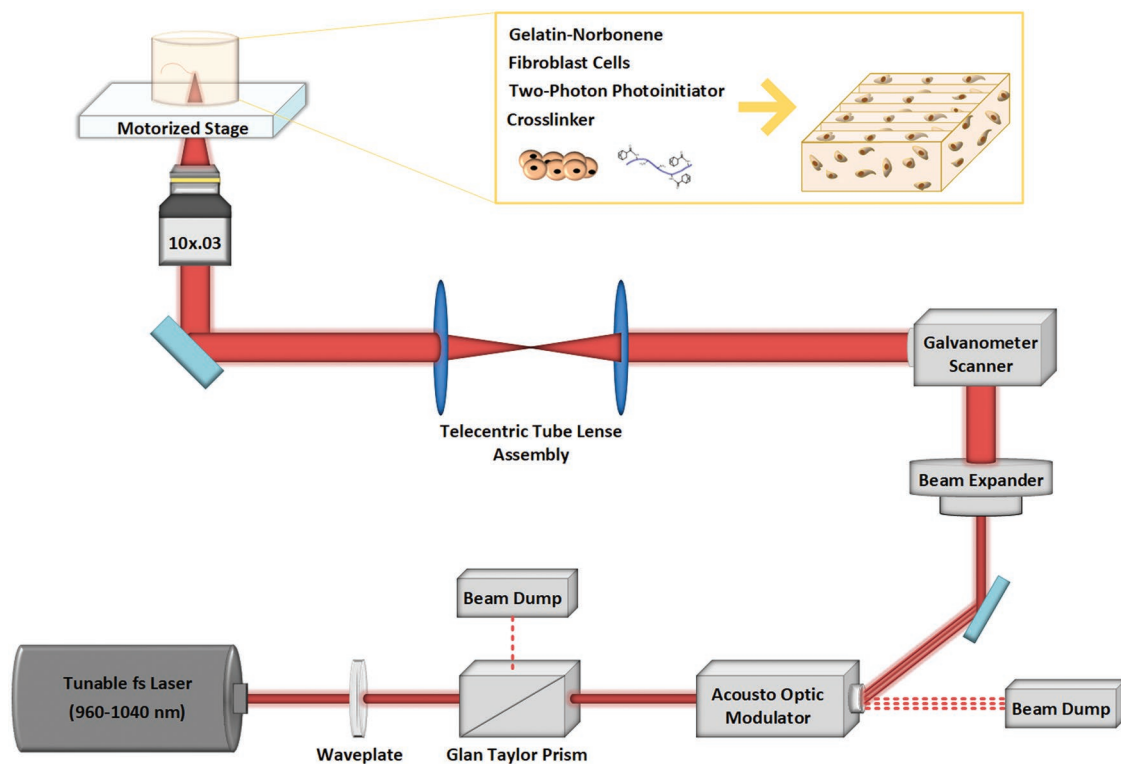 Gelatin-Norbonene
Fibroblast Cells
Two-Photon Photoinitiator
Crosslinker
Motorized Stage
10x.03
Galvanometer
Scanner
Telecentric Tube Lense
Assembly
Beam Expander
Beam Dump
Tunable fs Laser
(960-1040 nm)
Acousto Optic
Modulator
Beam Dump
Waveplate
Glan Taylor Prism